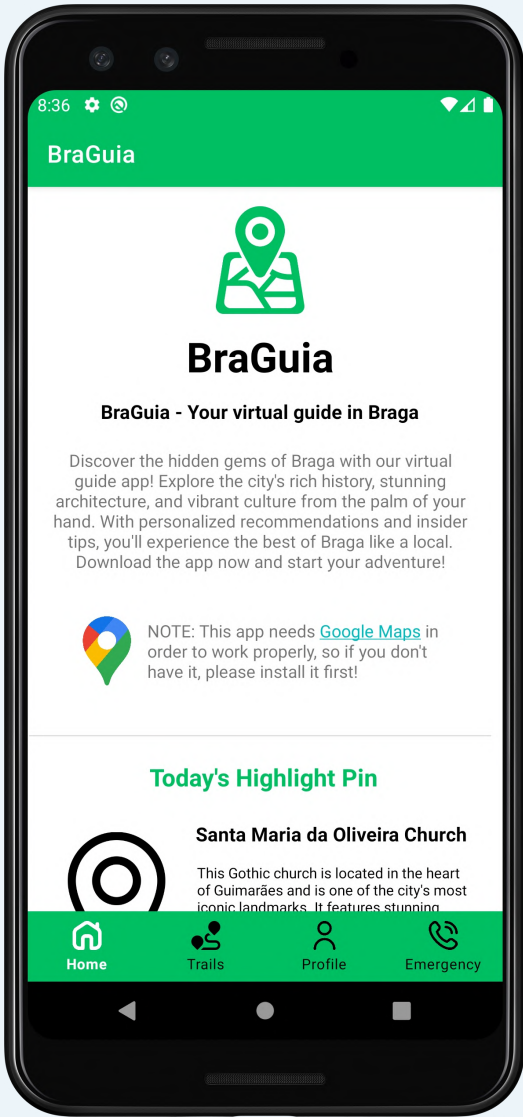 8:36
BraGuia
BraGuia
BraGuia - Your virtual guide in Braga
Discover the hidden gems of Braga with our virtual
guide app! Explore the city's rich history, stunning
architecture, and vibrant culture from the palm of your
hand. With personalized recommendations and insider
tips, you'll experience the best of Braga like a local.
Download the app now and start your adventure!
NOTE: This app needs Google Maps in
order to work properly, so if you don't
have it, please install it first!
Today's Highlight Pin
Santa Maria da Oliveira Church
This Gothic church is located in the heart
of Guimarães and is one of the city's most
iconic landmarks. It features stunning
Home
Trails
Profile
Emergency